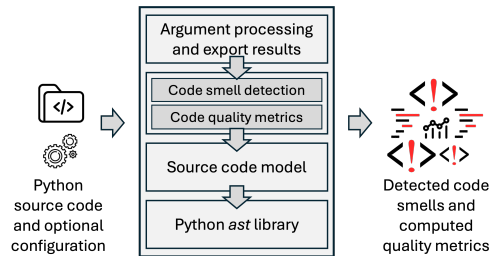 Argument processing
and export results
Code smell detection
Code quality metrics
Source code model
Python ast library
</>
Python
source code
and optional
configuration
<!>
<!>
<!>
Detected code
smells and
computed
quality metrics